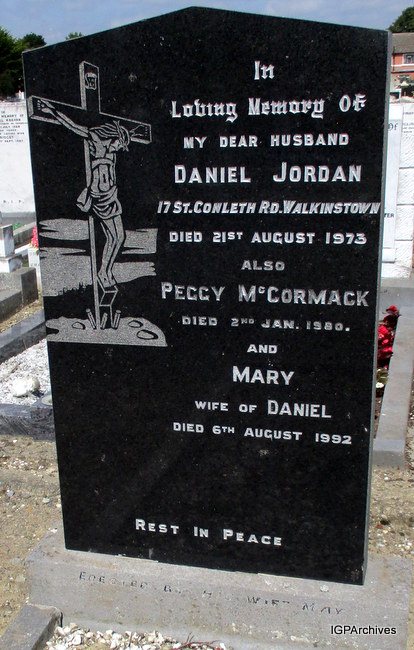 INRI
In
Loving Memory Of
MY DEAR HUSBAND
DANIEL JORDAN
17 ST. CONLETH RD. WALKINSTOWN
DIED 21ST AUGUST 1973
ALSO
PEGGY McCORMACK
DIED 2ND JAN. 1980.
AND
MARY
WIFE OF DANIEL
DIED 6TH AUGUST 1992
REST IN PEACE
MAY
IGPArchives